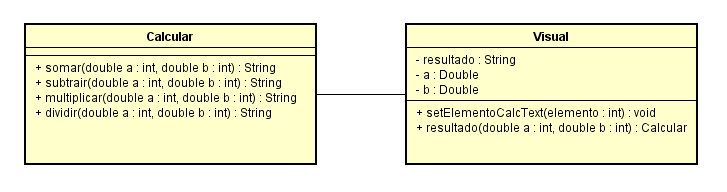 Calcular
+ somar(double a : int, double b : int) : String
+ subtrair(double a : int, double b : int) : String
+ multiplicar(double a : int, double b : int) : String
+ dividir(double a : int, double b : int) : String
Visual
- resultado : String
- a : Double
- b : Double
+ setElementoCalcText(elemento : int) : void
+ resultado(double a : int, double b : int) : Calcular